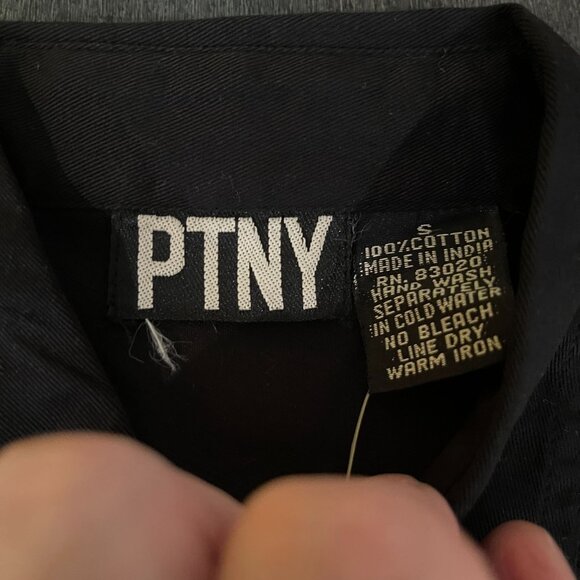 PTNY
S
100% COTTON
MADE IN INDIA
RN 83020
HAND WASH
SEPARATELY
IN COLD WATER
NO BLEACH
LINE DRY
WARM IRON